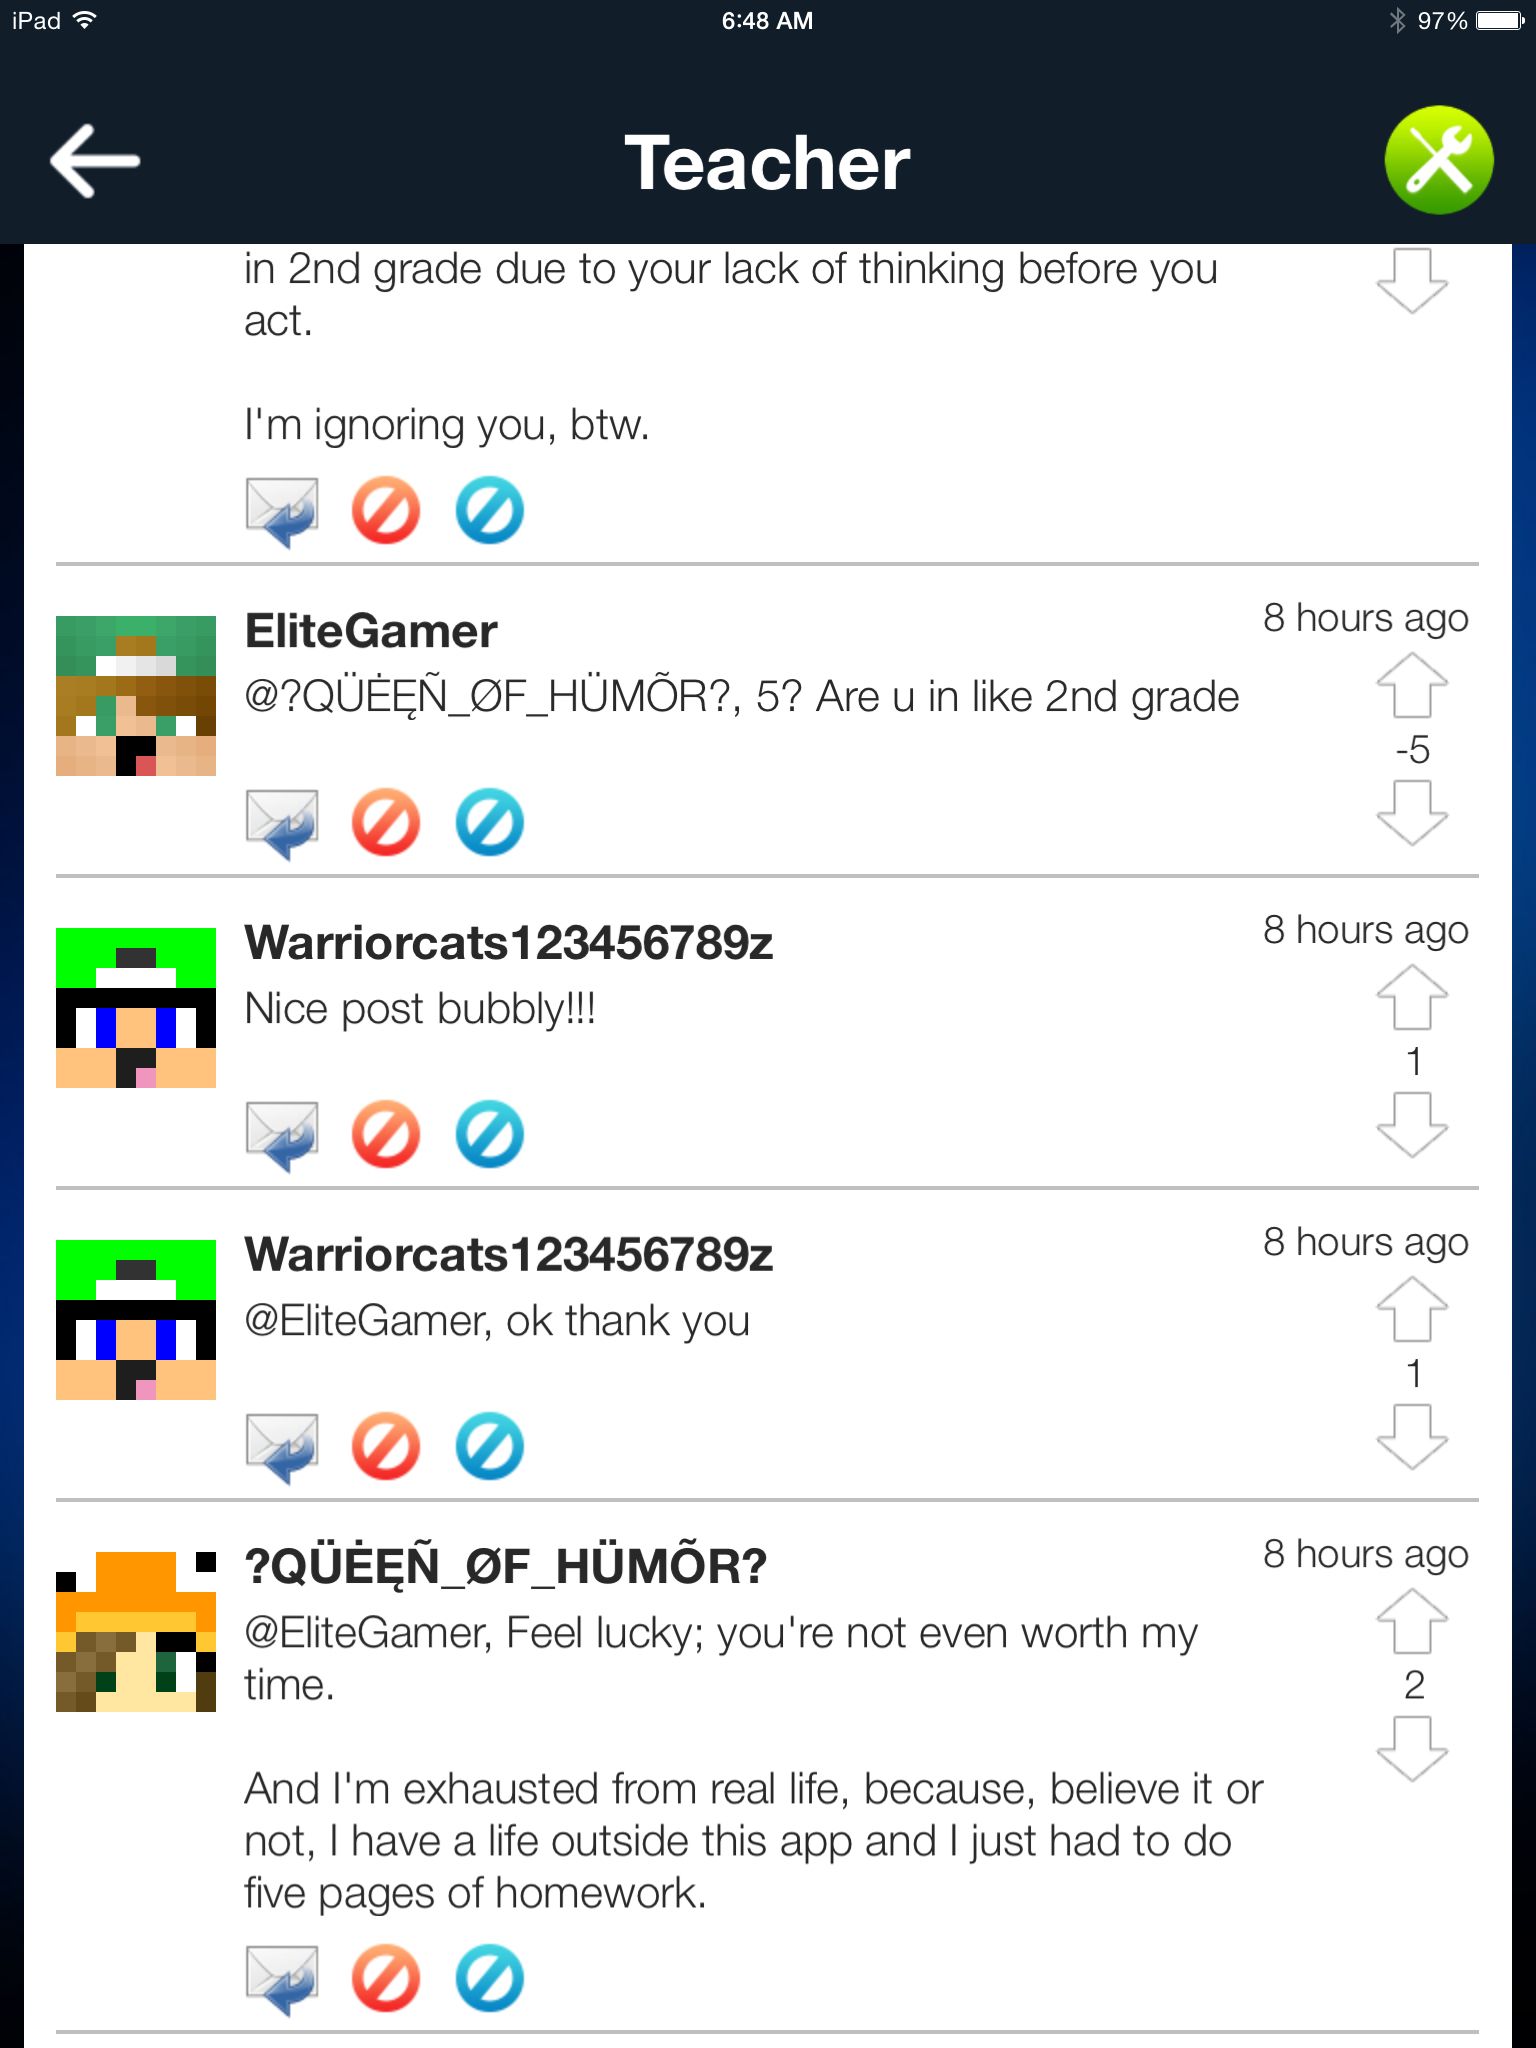 iPad 6:48 AM 97%
Teacher
in 2nd grade due to your lack of thinking before you
act.
I'm ignoring you, btw.
EliteGamer
8 hours ago
@?QÜĖĘÑ_ØF_HÜMÕR?, 5? Are u in like 2nd grade
-5
Warriorcats123456789z
8 hours ago
Nice post bubbly!!!
1
Warriorcats123456789z
8 hours ago
@EliteGamer, ok thank you
1
?QÜĖĘÑ_ØF_HÜMÕR?
8 hours ago
@EliteGamer, Feel lucky; you're not even worth my
time.
2
And I'm exhausted from real life, because, believe it or
not, I have a life outside this app and I just had to do
five pages of homework.